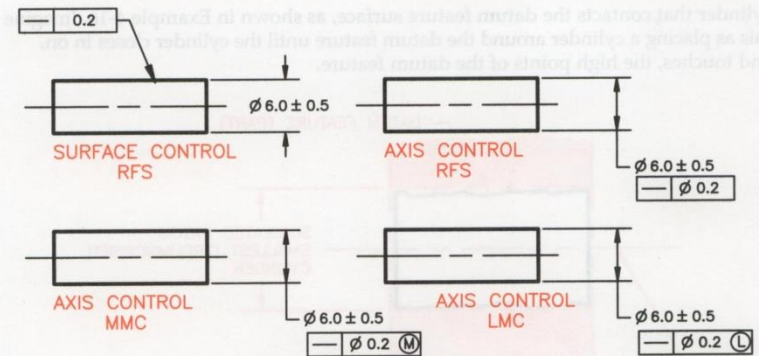 — 0.2
Ø 6.0 ± 0.5
SURFACE CONTROL
RFS
AXIS CONTROL
RFS
Ø 6.0 ± 0.5
— Ø 0.2
AXIS CONTROL
MMC
Ø 6.0 ± 0.5
— Ø 0.2 Ⓜ
AXIS CONTROL
LMC
Ø 6.0 ± 0.5
— Ø 0.2 Ⓛ